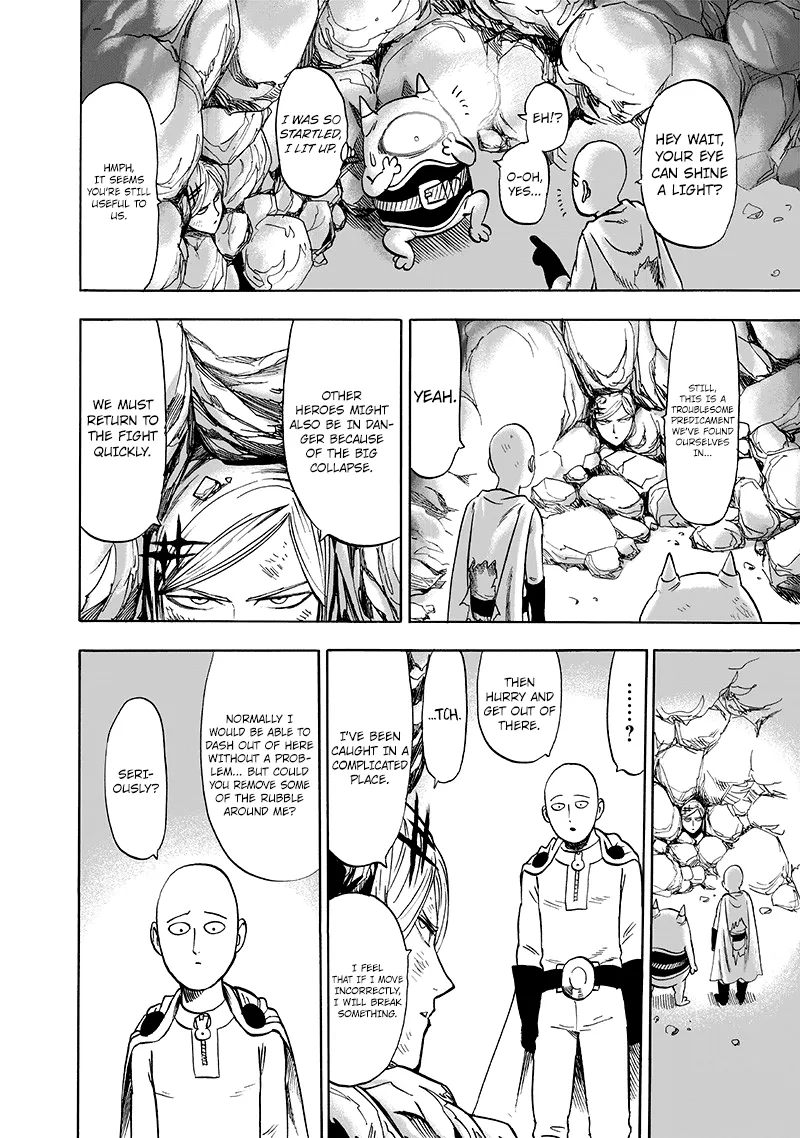 HEY WAIT,
YOUR EYE
CAN SHINE
A LIGHT?
EH!?
O-OH,
YES...
I WAS SO
STARTLED,
I LIT UP.
HMPH,
IT SEEMS
YOU'RE STILL
USEFUL TO
US.
STILL,
THIS IS A
TROUBLESOME
PREDICAMENT
WE'VE FOUND
OURSELVES
IN...
YEAH.
OTHER
HEROES MIGHT
ALSO BE IN DAN-
GER BECAUSE
OF THE BIG
COLLAPSE.
WE MUST
RETURN TO
THE FIGHT
QUICKLY.
......?
THEN
HURRY AND
GET OUT OF
THERE.
...TCH.
I'VE BEEN
CAUGHT IN A
COMPLICATED
PLACE.
I FEEL
THAT IF I MOVE
INCORRECTLY,
I WILL BREAK
SOMETHING.
NORMALLY I
WOULD BE ABLE TO
DASH OUT OF HERE
WITHOUT A PROB-
LEM... BUT COULD
YOU REMOVE SOME
OF THE RUBBLE
AROUND ME?
SERI-
OUSLY?